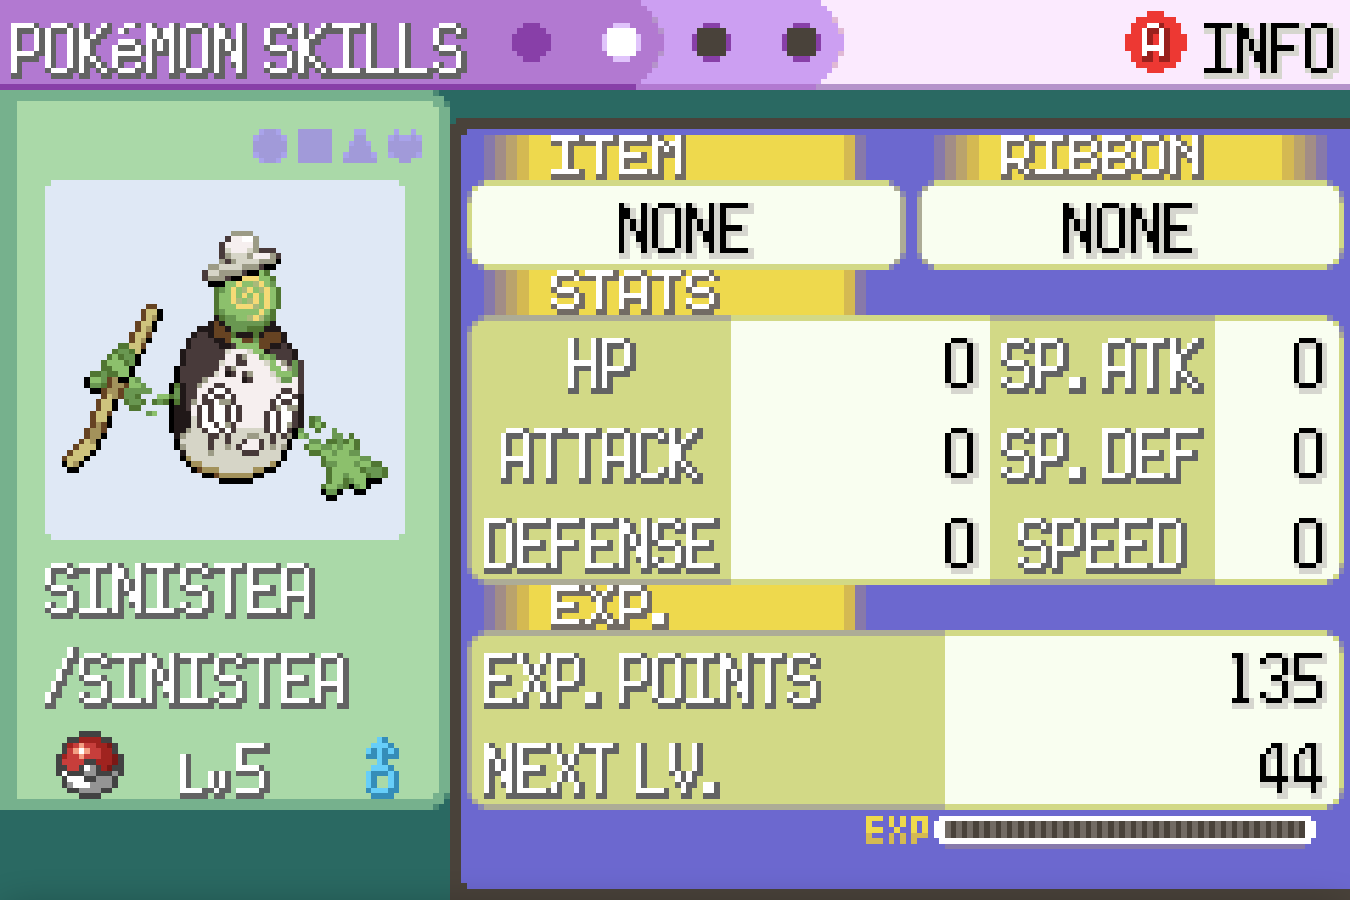 POKéMON SKILLS
A INFO
ITEM RIBBON
NONE NONE
STATS
HP 0 SP. ATK 0
ATTACK 0 SP. DEF 0
DEFENSE 0 SPEED 0
SINISTEA
/SINISTEA
Lv5 ♂
EXP.
EXP. POINTS 135
NEXT LV. 44
EXP